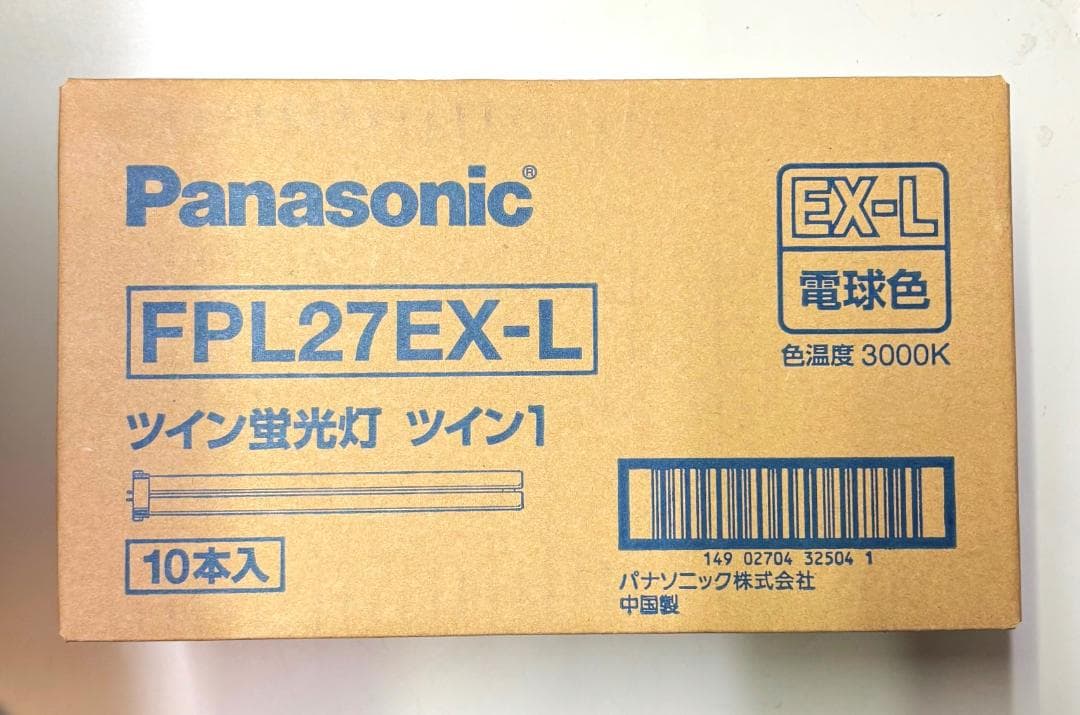 Panasonic®
FPL27EX-L
ツイン蛍光灯 ツイン1
10本入
EX-L
電球色
色温度 3000K
149 02704 32504 1
パナソニック株式会社
中国製